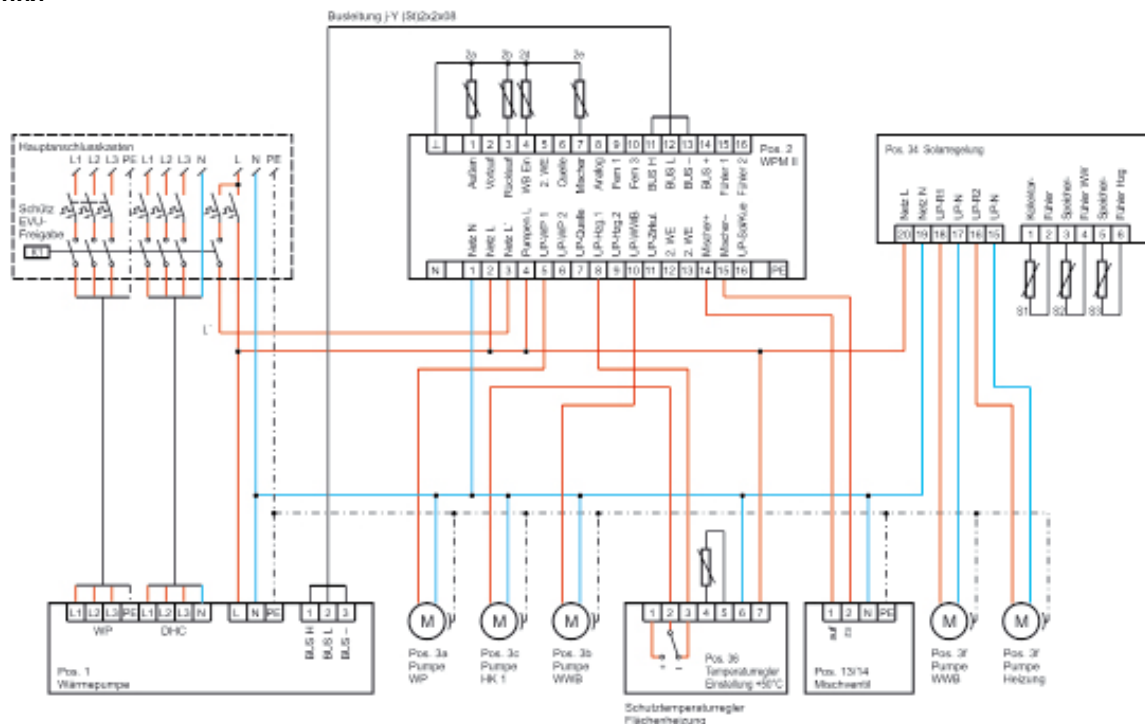 Busleitung j-Y (St)2x2x08
Hauptanschlusskasten
L1 L2 L3 PE L1 L2 L3 N L N PE
Schütz
EVU-
Freigabe
K1
L'
⊥ 1 2 3 4 5 6 7 8 9 10 11 12 13 14 15 16
Pos. 2
WPM II
Außen
Vorlauf
Rücklauf
WB Ein
2. WE
Quelle
Mischer
Analog
Fern 1
Fern 3
BUS H
BUS L
BUS –
BUS +
Fühler 1
Fühler 2
Netz N
Netz L
Netz L'
Pumpen L
UP-WP 1
UP-WP 2
UP-Quelle
UP-Hzg.1
UP-Hzg.2
UP-WWB
UP-Zirkul.
2. WE
2. WE
Mischer+
Mischer–
UP-SolKue
N 1 2 3 4 5 6 7 8 9 10 11 12 13 14 15 16 PE
Pos. 34 Solarregelung
Netz L
Netz N
UP-R1
UP-N
UP-R2
UP-N
Kollektor-
Fühler
Speicher-
Fühler WW
Speicher-
Fühler Hzg
20 19 18 17 16 15 1 2 3 4 5 6
S1 S2 S3
L1 L2 L3 PE L1 L2 L3 N L N PE 1 2 3
WP
DHC
BUS H
BUS L
BUS –
Pos. 1
Wärmepumpe
M
Pos. 3a
Pumpe
WP
M
Pos. 3c
Pumpe
HK 1
M
Pos. 3b
Pumpe
WWB
1 2 3 4 5 6 7
+ –
Pos. 36
Temperaturregler
Einstellung +50°C
Schutztemperaturregler
Flächenheizung
1 2 N PE
auf
zu
Pos. 13/14
Mischventil
M
Pos. 3f
Pumpe
WWB
M
Pos. 3f
Pumpe
Heizung